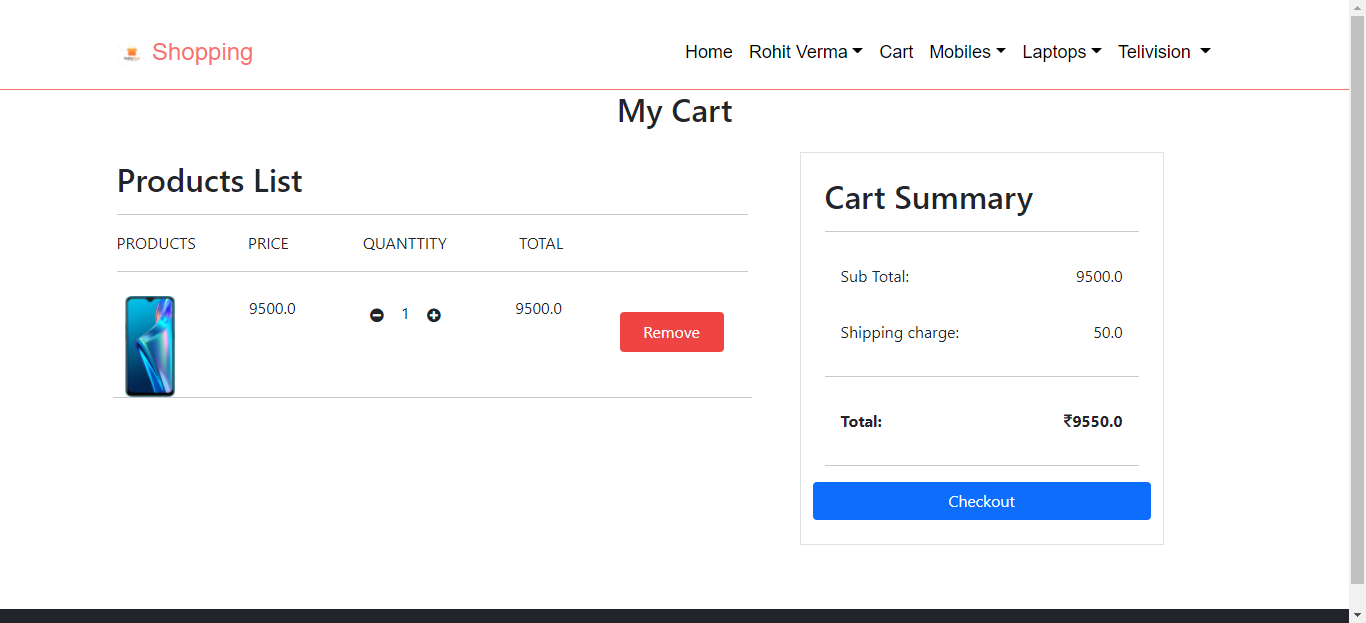 Shopping
Home Rohit Verma Cart Mobiles Laptops Telivision
My Cart
Products List
PRODUCTS PRICE QUANTTITY TOTAL
9500.0 1 9500.0
Remove
Cart Summary
Sub Total: 9500.0
Shipping charge: 50.0
Total: ₹9550.0
Checkout